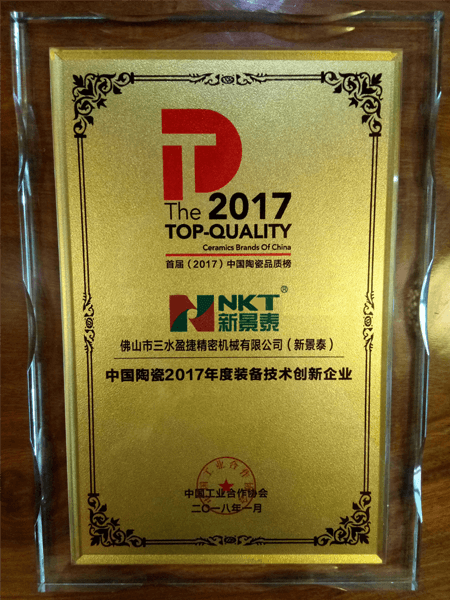 The 2017
TOP-QUALITY
Ceramics Brands Of China
首届（2017）中国陶瓷品质榜
NKT®
新景泰
佛山市三水盈捷精密机械有限公司（新景泰）
中国陶瓷2017年度装备技术创新企业
中国工业合作协会
二〇一八年一月